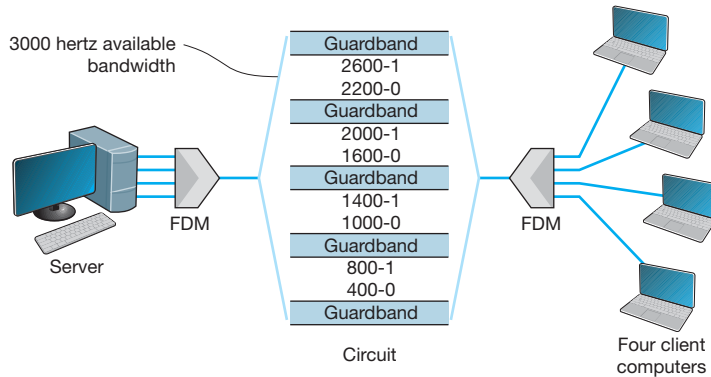 3000 hertz available
bandwidth
Guardband
2600-1
2200-0
Guardband
2000-1
1600-0
Guardband
1400-1
1000-0
Guardband
800-1
400-0
Guardband
FDM
FDM
Server
Circuit
Four client
computers